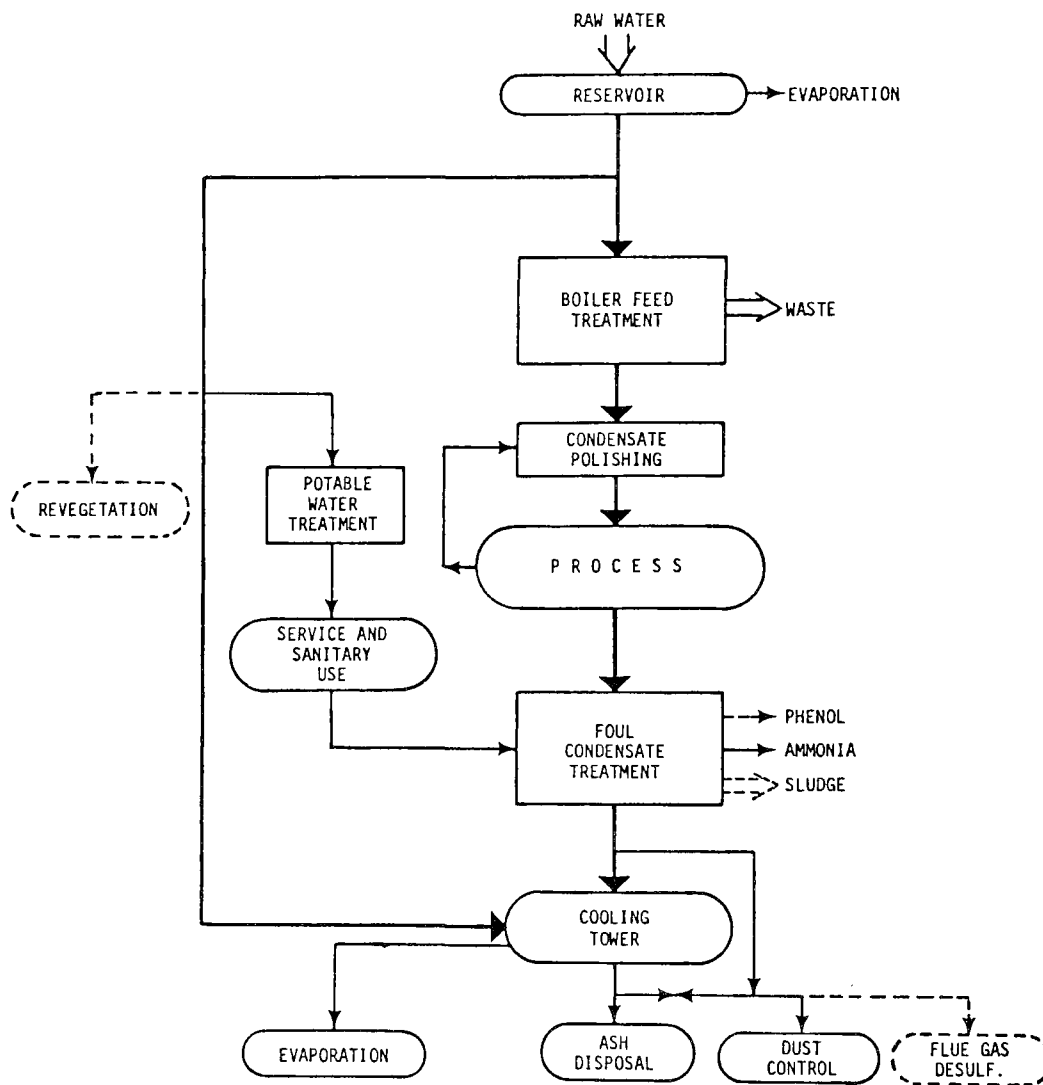 RAW WATER
RESERVOIR
EVAPORATION
BOILER FEED
TREATMENT
WASTE
CONDENSATE
POLISHING
REVEGETATION
POTABLE
WATER
TREATMENT
P R O C E S S
SERVICE AND
SANITARY
USE
FOUL
CONDENSATE
TREATMENT
PHENOL
AMMONIA
SLUDGE
COOLING
TOWER
EVAPORATION
ASH
DISPOSAL
DUST
CONTROL
FLUE GAS
DESULF.